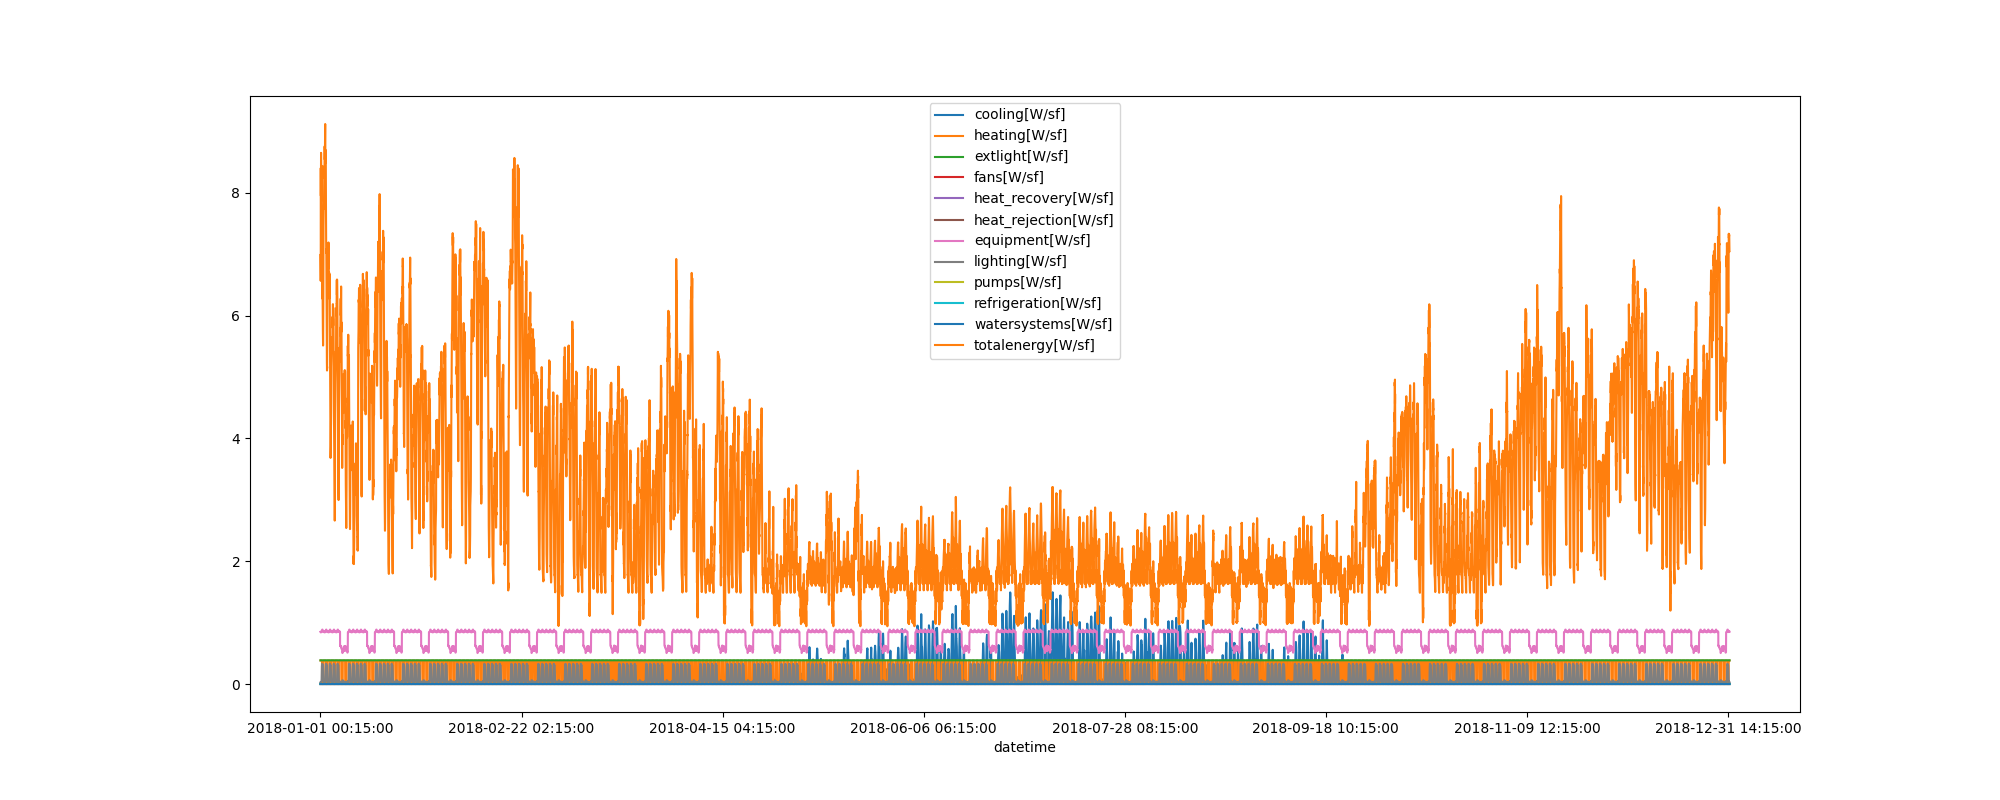 cooling[W/sf]
heating[W/sf]
extlight[W/sf]
fans[W/sf]
heat_recovery[W/sf]
heat_rejection[W/sf]
equipment[W/sf]
lighting[W/sf]
pumps[W/sf]
refrigeration[W/sf]
watersystems[W/sf]
totalenergy[W/sf]
8
6
4
2
0
2018-01-01 00:15:00 2018-02-22 02:15:00 2018-04-15 04:15:00 2018-06-06 06:15:00 2018-07-28 08:15:00 2018-09-18 10:15:00 2018-11-09 12:15:00 2018-12-31 14:15:00
datetime